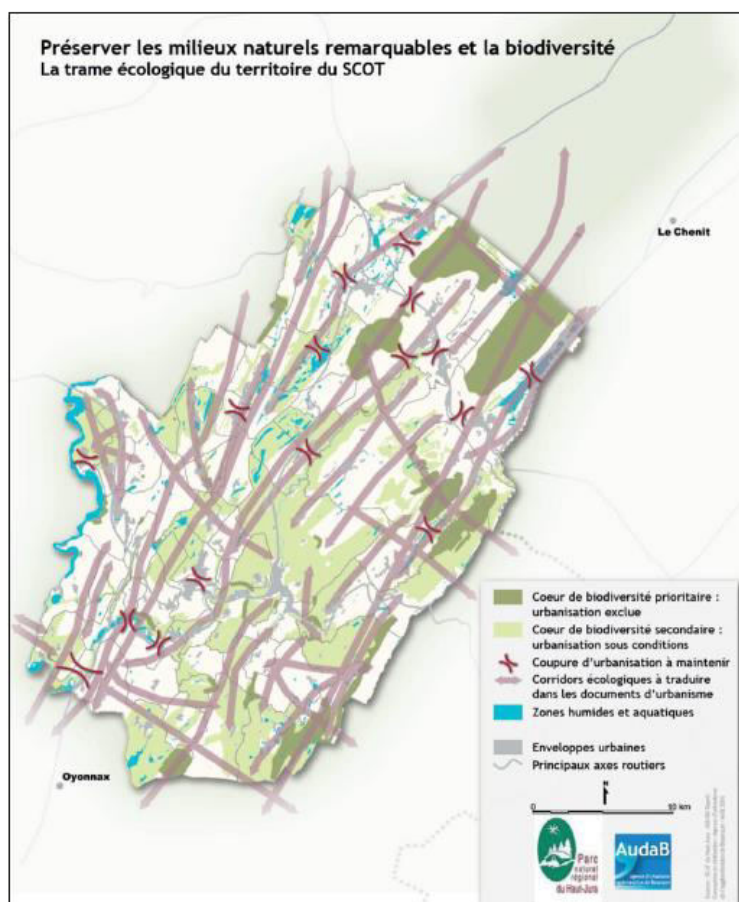 Préserver les milieux naturels remarquables et la biodiversité
La trame écologique du territoire du SCOT
Le Chenit
Coeur de biodiversité prioritaire :
urbanisation exclue
Coeur de biodiversité secondaire :
urbanisation sous conditions
Coupure d'urbanisation à maintenir
Corridors écologiques à traduire
dans les documents d'urbanisme
Zones humides et aquatiques
Enveloppes urbaines
Principaux axes routiers
Oyonnax
N
0
10 km
Parc
naturel
régional
du Haut-Jura
AudaB